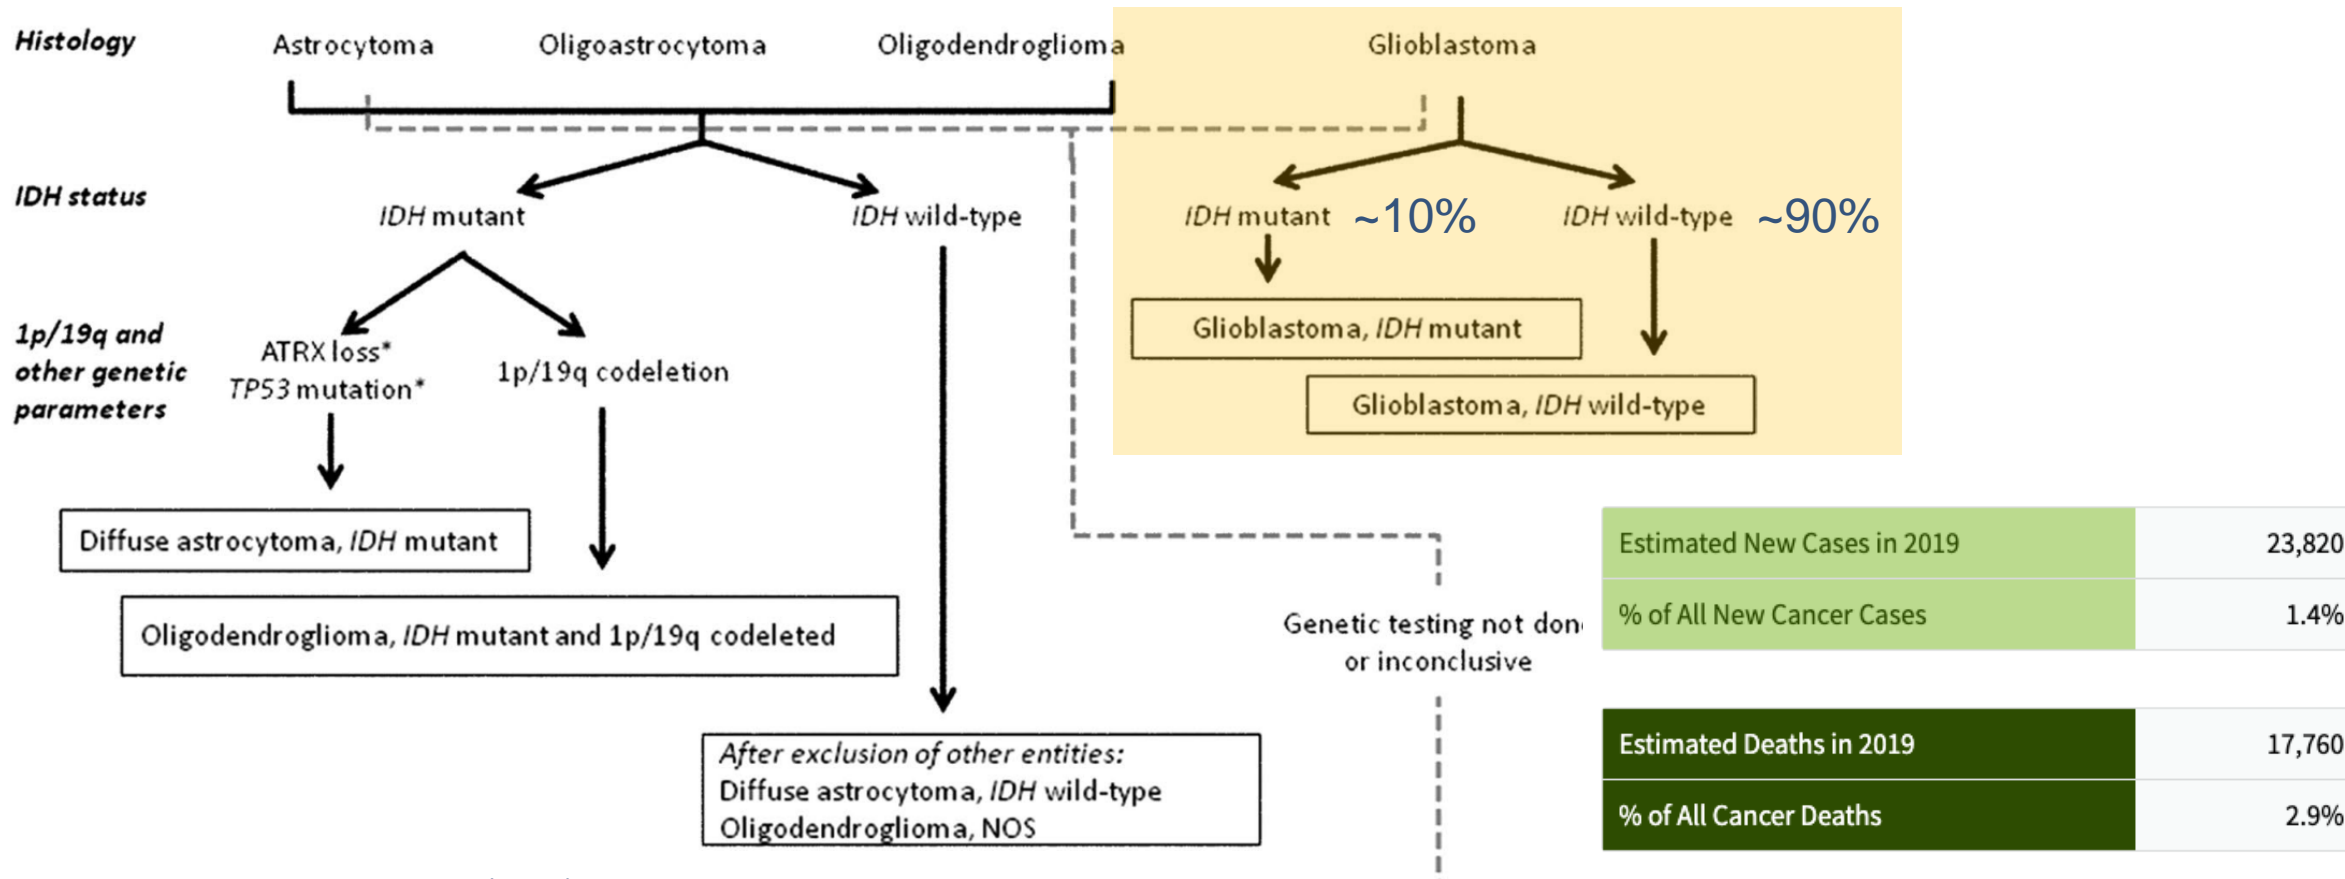 Histology
Astrocytoma
Oligoastrocytoma
Oligodendroglioma
Glioblastoma
IDH status
IDH mutant
IDH wild-type
IDH mutant
~10%
IDH wild-type
~90%
1p/19q and
other genetic
parameters
ATRX loss*
TP53 mutation*
1p/19q codeletion
Glioblastoma, IDH mutant
Glioblastoma, IDH wild-type
Diffuse astrocytoma, IDH mutant
Oligodendroglioma, IDH mutant and 1p/19q codeleted
After exclusion of other entities:
Diffuse astrocytoma, IDH wild-type
Oligodendroglioma, NOS
Genetic testing not don
or inconclusive
Estimated New Cases in 2019 23,820
% of All New Cancer Cases 1.4%
Estimated Deaths in 2019 17,760
% of All Cancer Deaths 2.9%